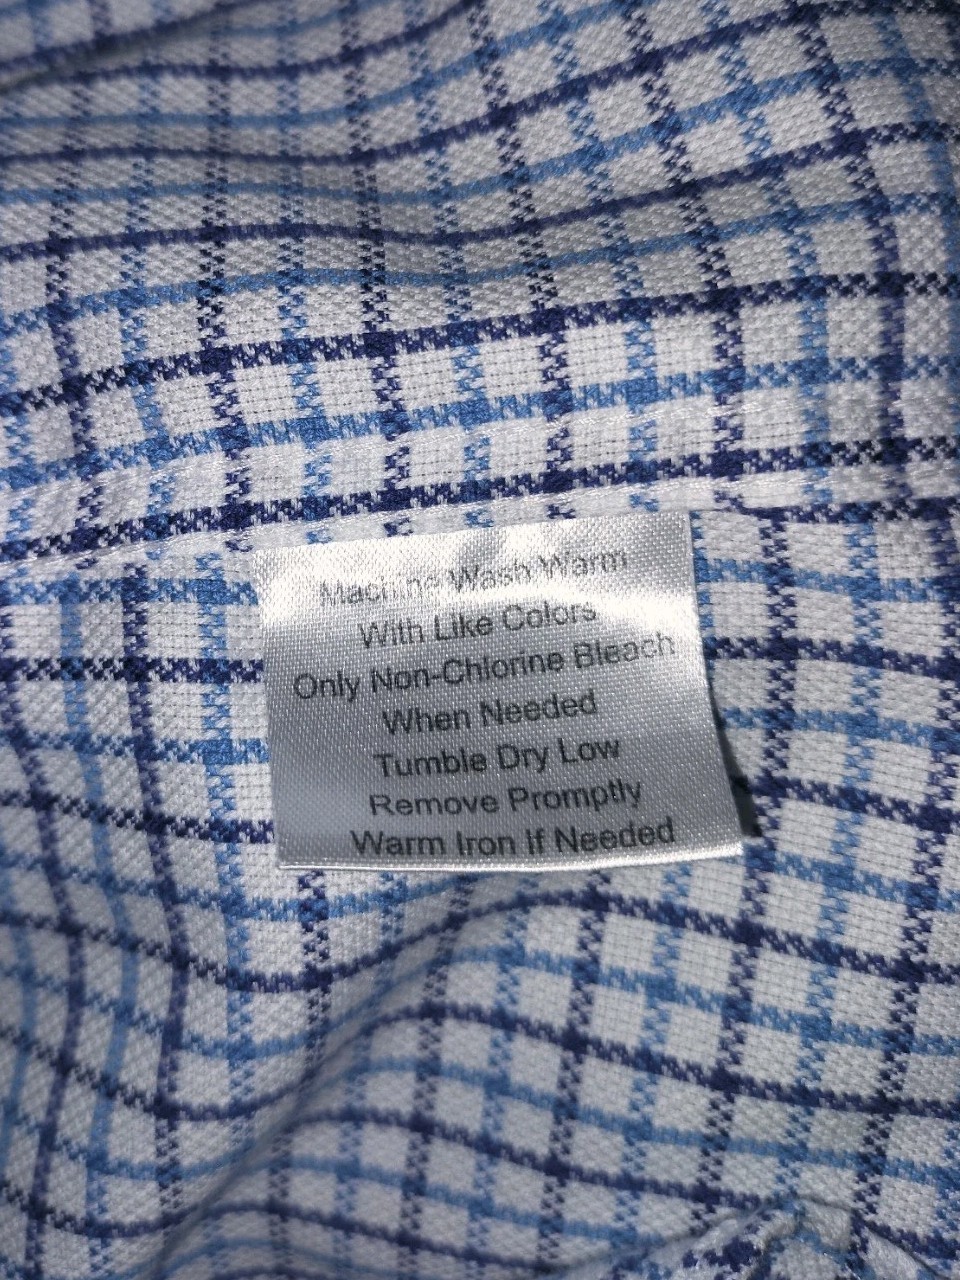 Machine Wash Warm
With Like Colors
Only Non-Chlorine Bleach
When Needed
Tumble Dry Low
Remove Promptly
Warm Iron If Needed